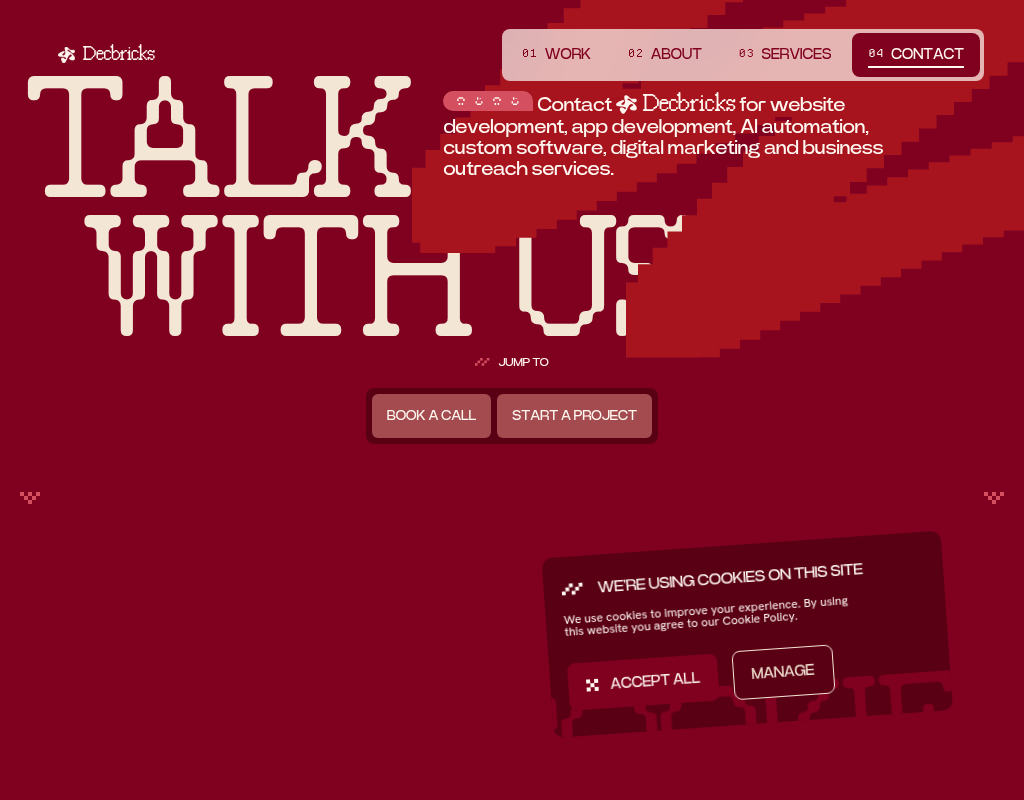 Decbricks
01 WORK
02 ABOUT
03 SERVICES
04 CONTACT
TALK
WITH US
Contact Decbricks for website
development, app development, AI automation,
custom software, digital marketing and business
outreach services.
JUMP TO
BOOK A CALL
START A PROJECT
WE'RE USING COOKIES ON THIS SITE
We use cookies to improve your experience. By using
this website you agree to our Cookie Policy.
ACCEPT ALL
MANAGE